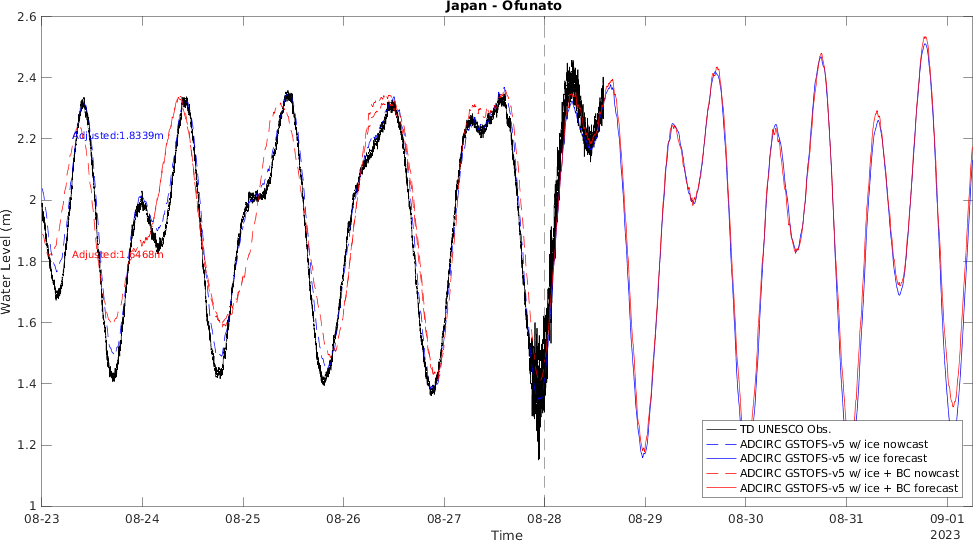 Japan - Ofunato
Water Level (m)
2.6
2.4
2.2
2
1.8
1.6
1.4
1.2
1
Adjusted:1.8339m
Adjusted:1.6468m
TD UNESCO Obs.
ADCIRC GSTOFS-v5 w/ ice nowcast
ADCIRC GSTOFS-v5 w/ ice forecast
ADCIRC GSTOFS-v5 w/ ice + BC nowcast
ADCIRC GSTOFS-v5 w/ ice + BC forecast
08-23 08-24 08-25 08-26 08-27 08-28 08-29 08-30 08-31 09-01
2023
Time